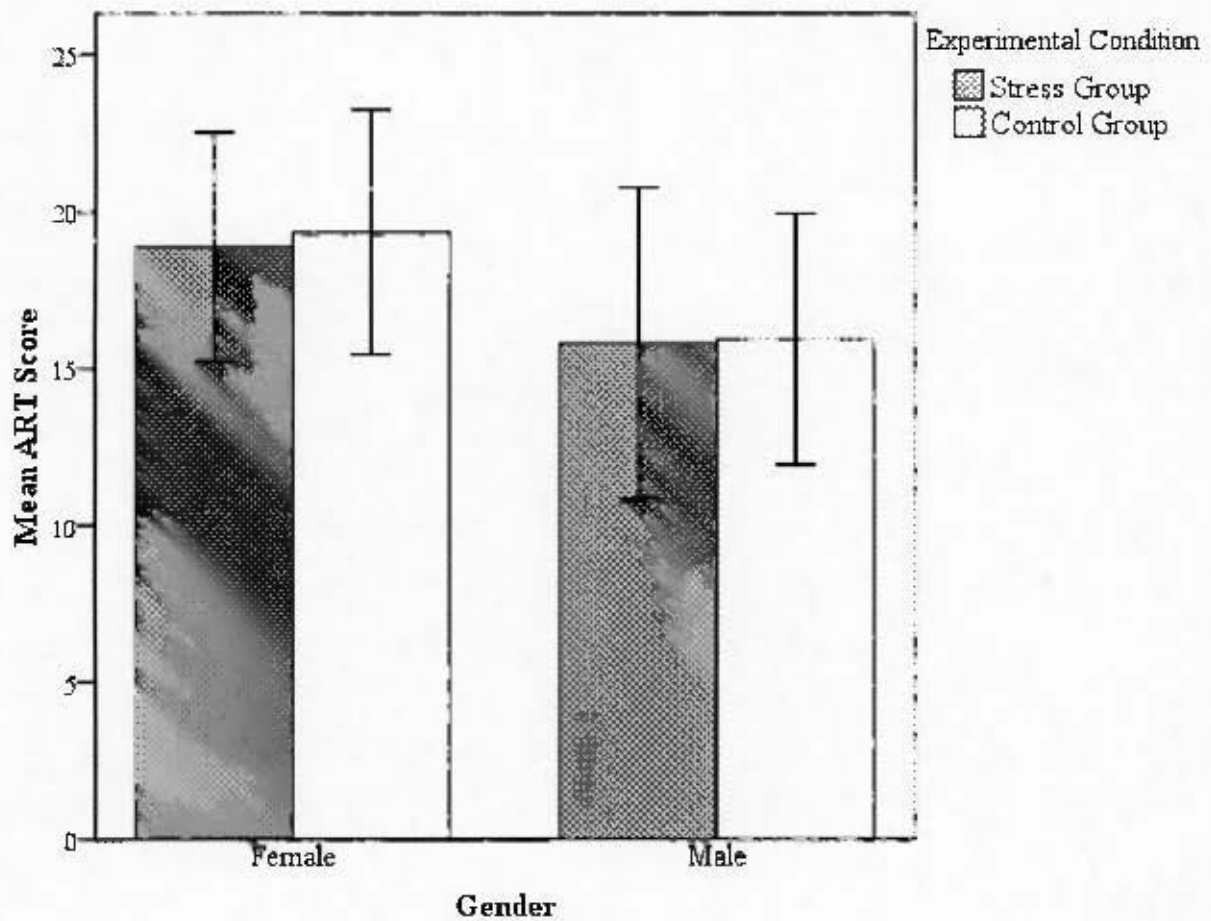 Experimental Condition
Stress Group
Control Group
25
20
15
10
5
0
Mean ART Score
Female
Male
Gender